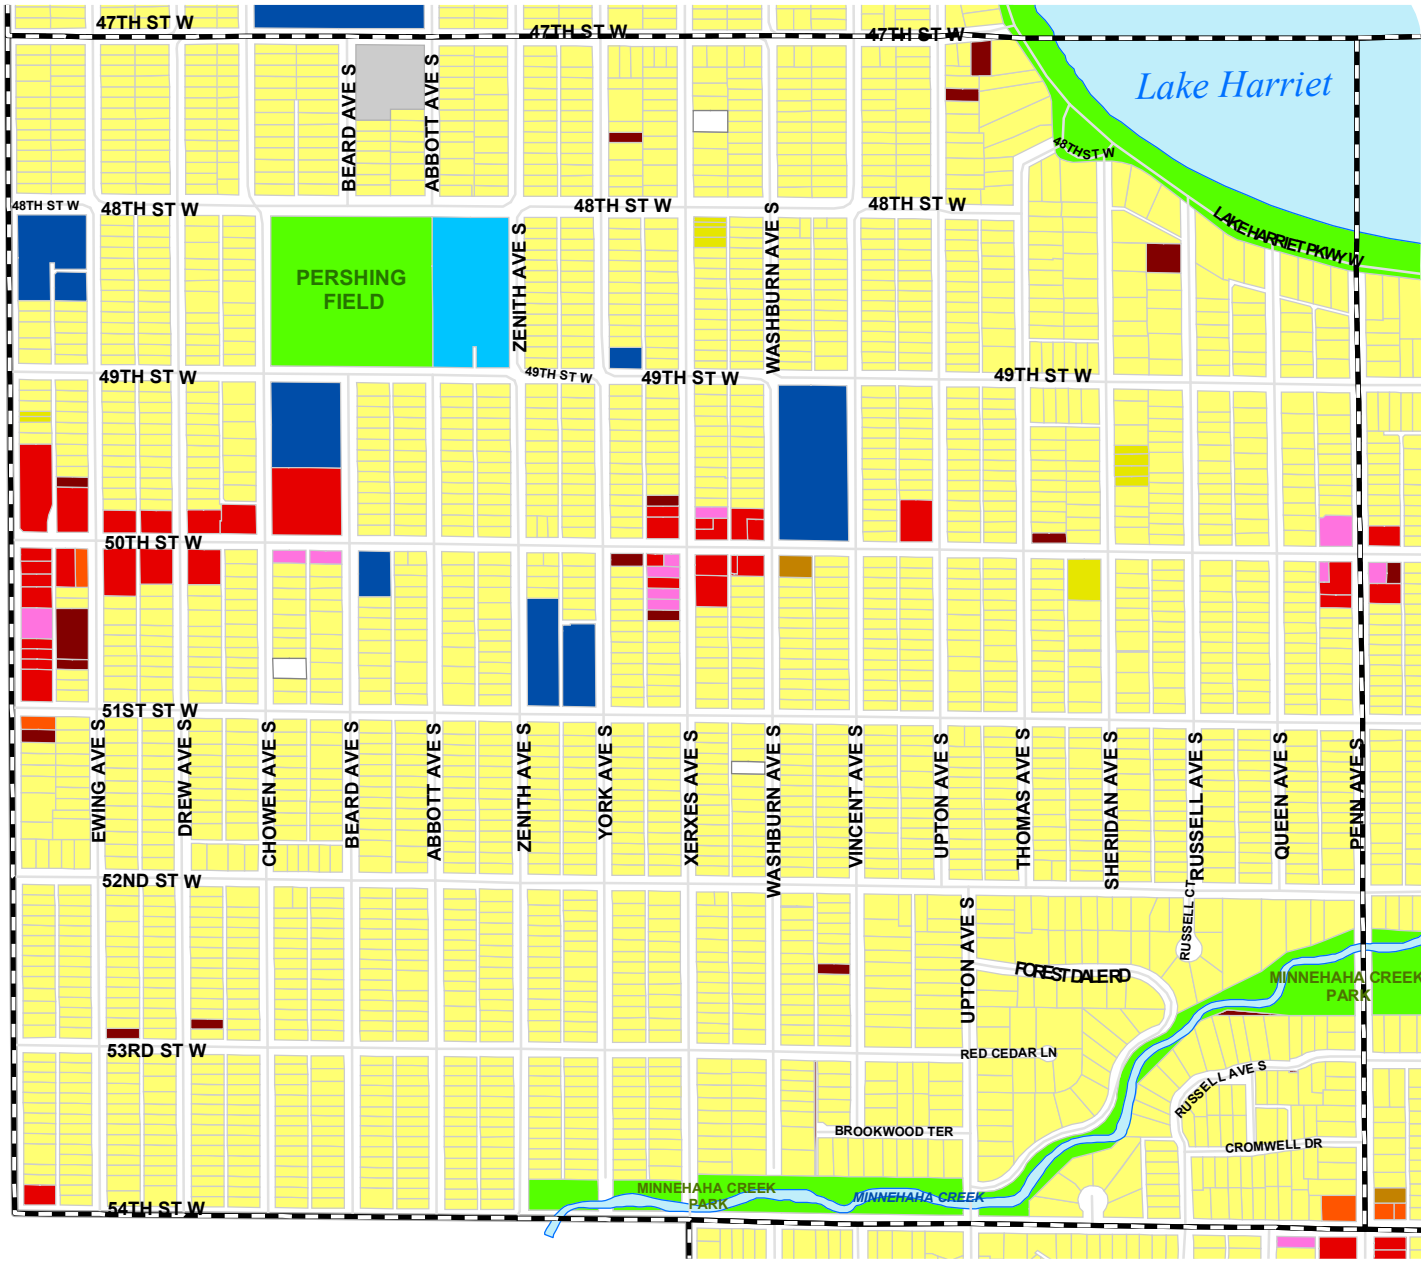 47TH ST W
47TH ST W
47TH ST W
Lake Harriet
BEARD AVE S
ABBOTT AVE S
48TH ST W
48TH ST W
48TH ST W
48TH ST W
48TH ST W
LAKE HARRIET PKWY W
PERSHING
FIELD
ZENITH AVE S
WASHBURN AVE S
49TH ST W
49TH ST W
49TH ST W
49TH ST W
50TH ST W
51ST ST W
EWING AVE S
DREW AVE S
CHOWEN AVE S
BEARD AVE S
ABBOTT AVE S
ZENITH AVE S
YORK AVE S
XERXES AVE S
WASHBURN AVE S
VINCENT AVE S
UPTON AVE S
THOMAS AVE S
SHERIDAN AVE S
RUSSELL AVE S
QUEEN AVE S
PENN AVE S
52ND ST W
UPTON AVE S
RUSSELL CT
FOREST DALE RD
MINNEHAHA CREEK
PARK
53RD ST W
RED CEDAR LN
RUSSELL AVE S
BROOKWOOD TER
CROMWELL DR
MINNEHAHA CREEK
PARK
MINNEHAHA CREEK
54TH ST W